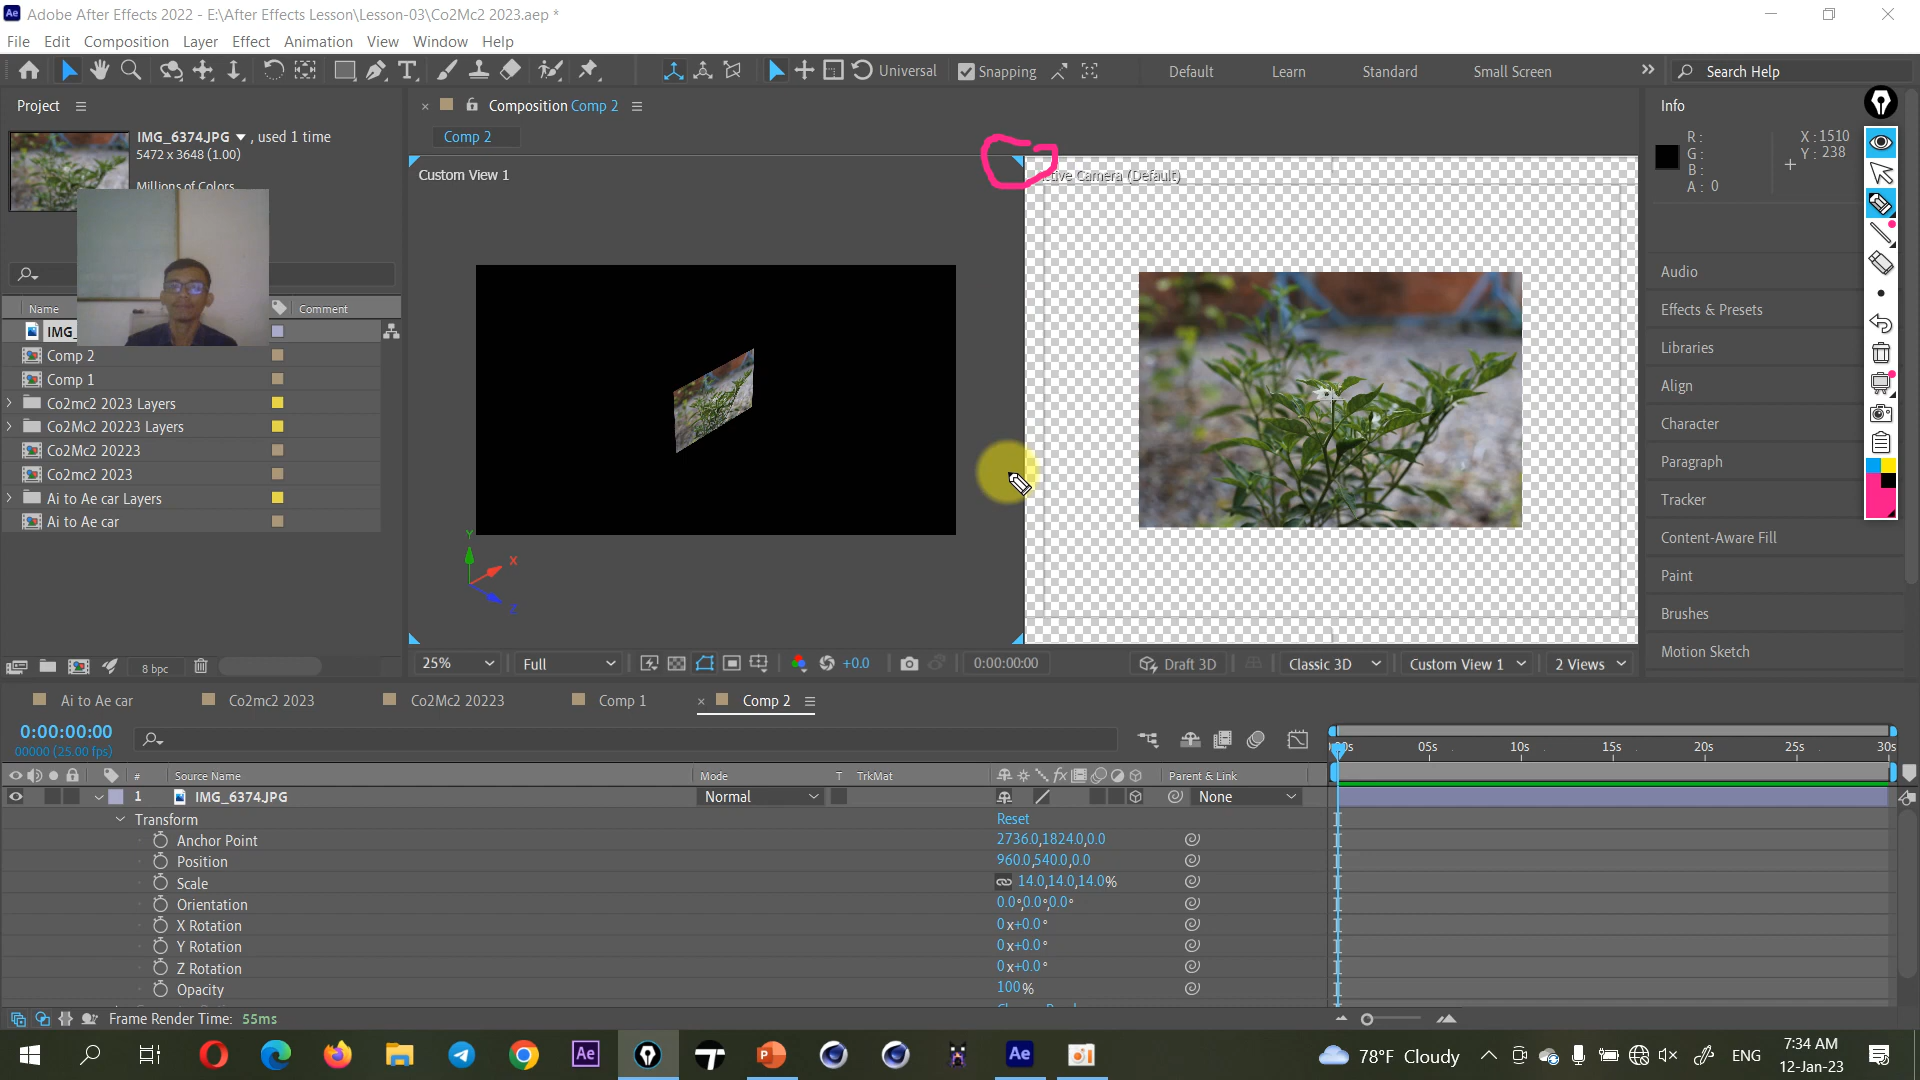 Adobe After Effects 2022 - E:\After Effects Lesson\Lesson-03\Co2Mc2 2023.aep *
File Edit Composition Layer Effect Animation View Window Help
Universal Snapping Default Learn Standard Small Screen Search Help
Project
IMG_6374.JPG , used 1 time
5472 x 3648 (1.00)
Millions of Colors
Name Comment
IMG_
Comp 2
Comp 1
Co2mc2 2023 Layers
Co2Mc2 20223 Layers
Co2Mc2 20223
Co2mc2 2023
Ai to Ae car Layers
Ai to Ae car
8 bpc
Composition Comp 2
Comp 2
Custom View 1
Active Camera (Default)
Y
X
Z
25% Full +0.0 0:00:00:00 Draft 3D Classic 3D Custom View 1 2 Views
Info
R :
G :
B :
A : 0
X : 1510
Y : 238
Audio
Effects & Presets
Libraries
Align
Character
Paragraph
Tracker
Content-Aware Fill
Paint
Brushes
Motion Sketch
Ai to Ae car Co2mc2 2023 Co2Mc2 20223 Comp 1 Comp 2
0:00:00:00
00000 (25.00 fps)
05s 10s 15s 20s 25s 30s
# Source Name Mode T TrkMat fx Parent & Link
1 IMG_6374.JPG Normal None
Transform Reset
Anchor Point 2736.0,1824.0,0.0
Position 960.0,540.0,0.0
Scale 14.0,14.0,14.0%
Orientation 0.0°,0.0°,0.0°
X Rotation 0x+0.0°
Y Rotation 0x+0.0°
Z Rotation 0x+0.0°
Opacity 100%
Frame Render Time: 55ms
Ae Ae 78°F Cloudy ENG 7:34 AM
12-Jan-23